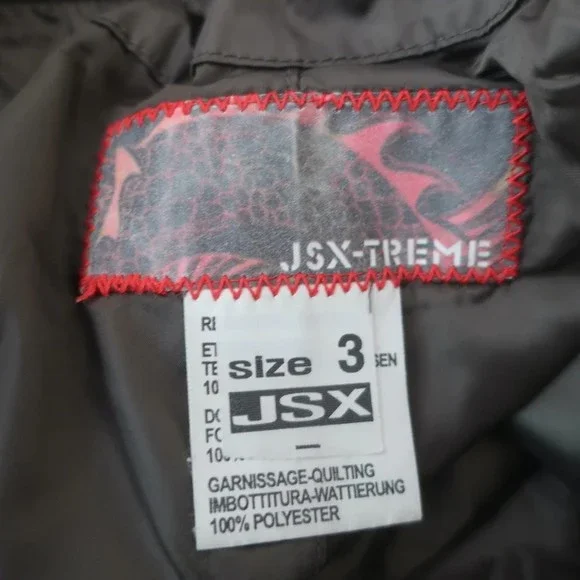 JSX-TREME
size 3
JSX
GARNISSAGE-QUILTING
IMBOTTITURA-WATTIERUNG
100% POLYESTER